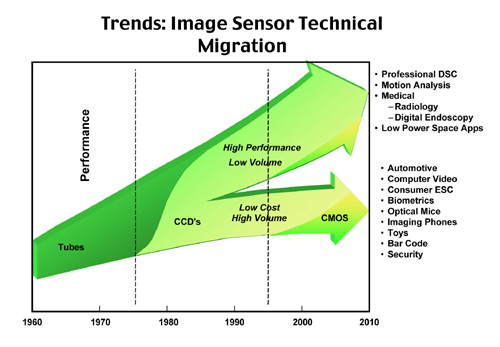 Trends: Image Sensor Technical
Migration
Performance
High Performance
Low Volume
Low Cost
High Volume
Tubes
CCD's
CMOS
1960
1970
1980
1990
2000
2010
• Professional DSC
• Motion Analysis
• Medical
–Radiology
–Digital Endoscopy
• Low Power Space Apps
• Automotive
• Computer Video
• Consumer ESC
• Biometrics
• Optical Mice
• Imaging Phones
• Toys
• Bar Code
• Security